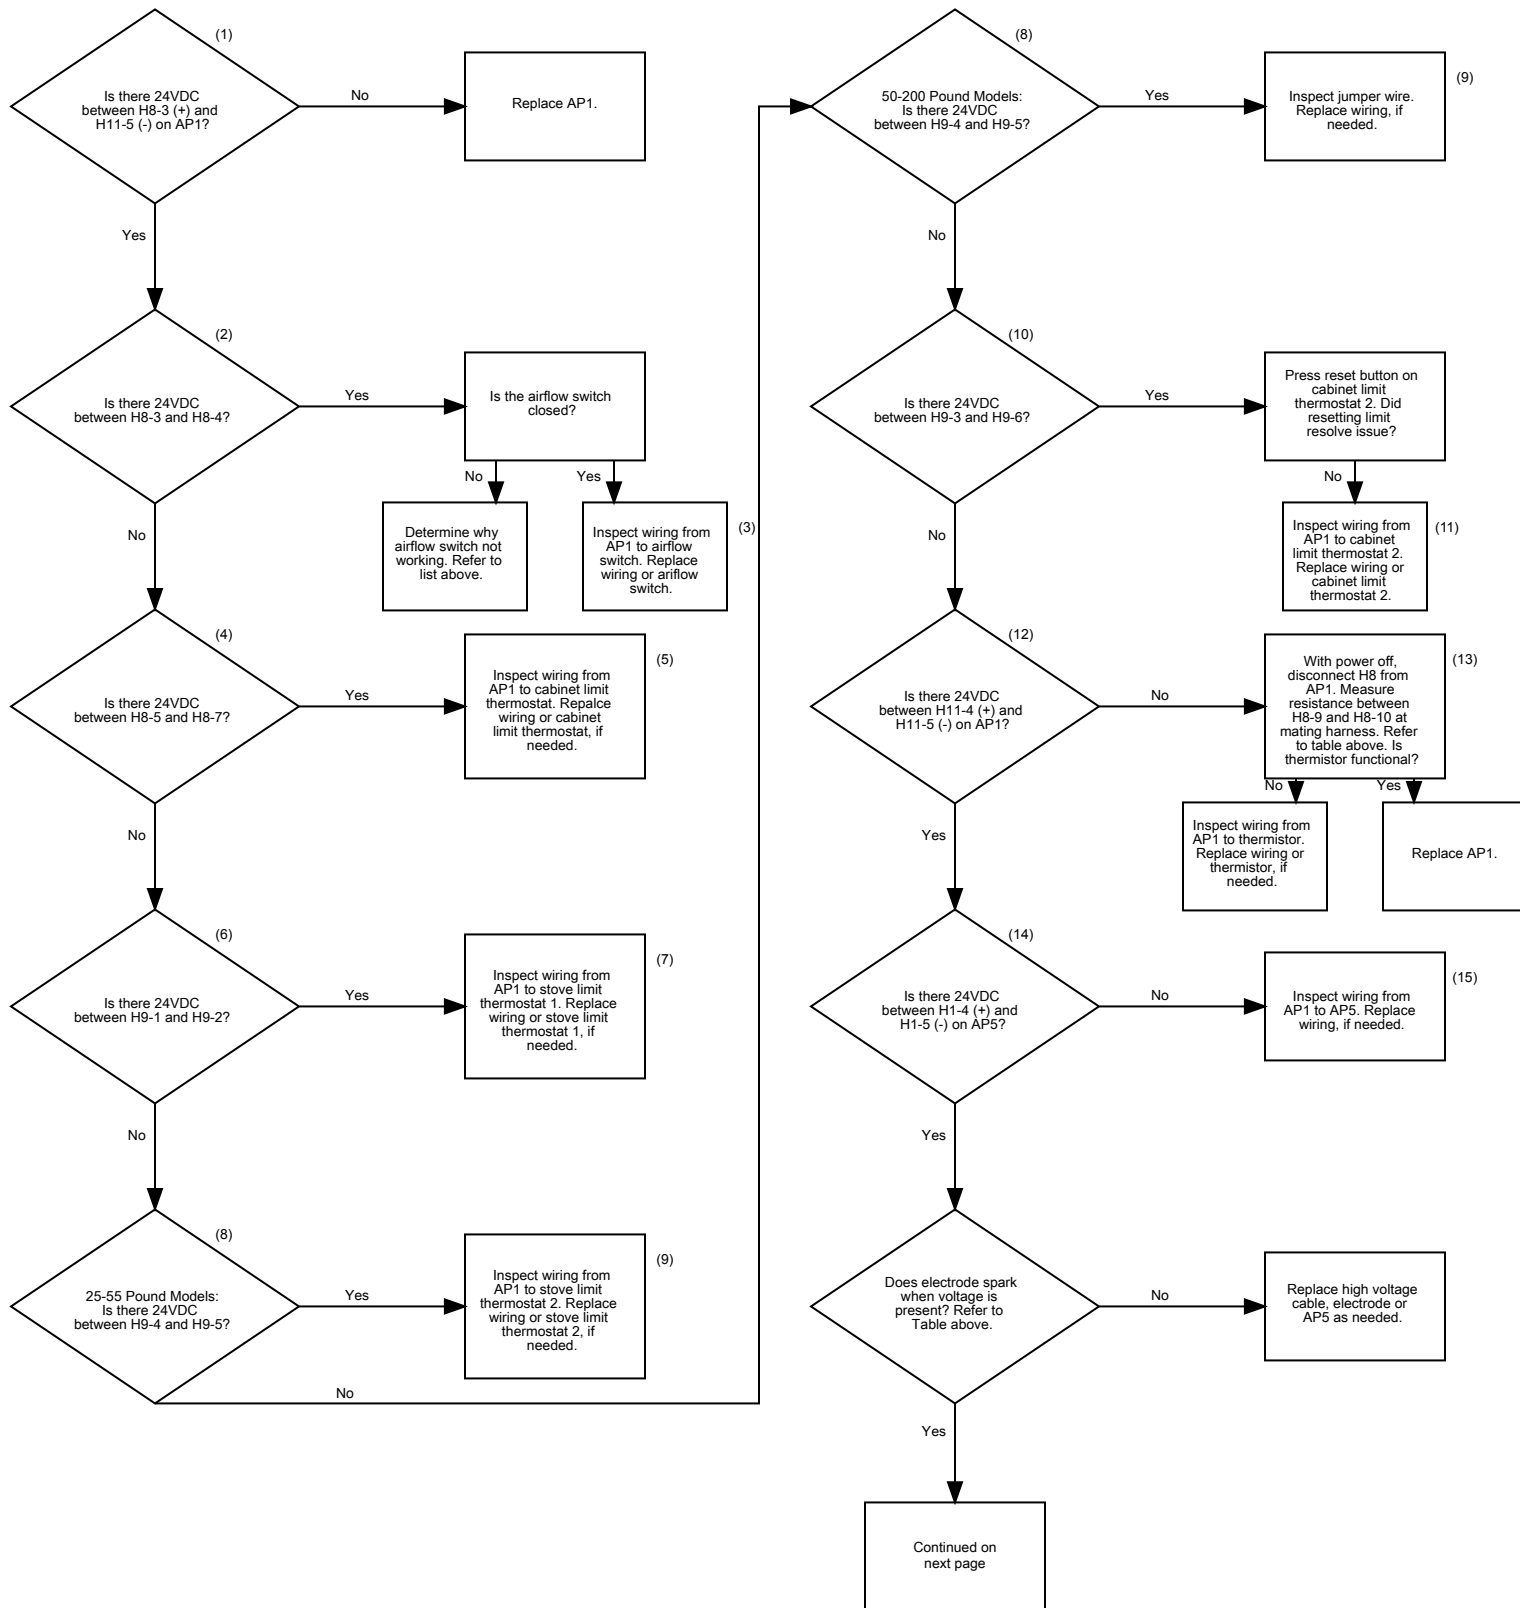 (1)
Is there 24VDC
between H8-3 (+) and
H11-5 (-) on AP1?
No
Replace AP1.
Yes
(2)
Is there 24VDC
between H8-3 and H8-4?
Yes
Is the airflow switch
closed?
No
Yes
Determine why
airflow switch not
working. Refer to
list above.
Inspect wiring from
AP1 to airflow
switch. Replace
wiring or ariflow
switch.
(3)
No
(4)
Is there 24VDC
between H8-5 and H8-7?
Yes
Inspect wiring from
AP1 to cabinet limit
thermostat. Repalce
wiring or cabinet
limit thermostat, if
needed.
(5)
No
(6)
Is there 24VDC
between H9-1 and H9-2?
Yes
Inspect wiring from
AP1 to stove limit
thermostat 1. Replace
wiring or stove limit
thermostat 1, if
needed.
(7)
No
(8)
25-55 Pound Models:
Is there 24VDC
between H9-4 and H9-5?
Yes
Inspect wiring from
AP1 to stove limit
thermostat 2. Replace
wiring or stove limit
thermostat 2, if
needed.
(9)
No
(8)
50-200 Pound Models:
Is there 24VDC
between H9-4 and H9-5?
Yes
Inspect jumper wire.
Replace wiring, if
needed.
(9)
No
(10)
Is there 24VDC
between H9-3 and H9-6?
Yes
Press reset button on
cabinet limit
thermostat 2. Did
resetting limit
resolve issue?
No
Inspect wiring from
AP1 to cabinet
limit thermostat 2.
Replace wiring or
cabinet limit
thermostat 2.
(11)
No
(12)
Is there 24VDC
between H11-4 (+) and
H11-5 (-) on AP1?
No
With power off,
disconnect H8 from
AP1. Measure
resistance between
H8-9 and H8-10 at
mating harness. Refer
to table above. Is
thermistor functional?
(13)
No
Yes
Inspect wiring from
AP1 to thermistor.
Replace wiring or
thermistor, if
needed.
Replace AP1.
Yes
(14)
Is there 24VDC
between H1-4 (+) and
H1-5 (-) on AP5?
No
Inspect wiring from
AP1 to AP5. Replace
wiring, if needed.
(15)
Yes
Does electrode spark
when voltage is
present? Refer to
Table above.
No
Replace high voltage
cable, electrode or
AP5 as needed.
Yes
Continued on
next page